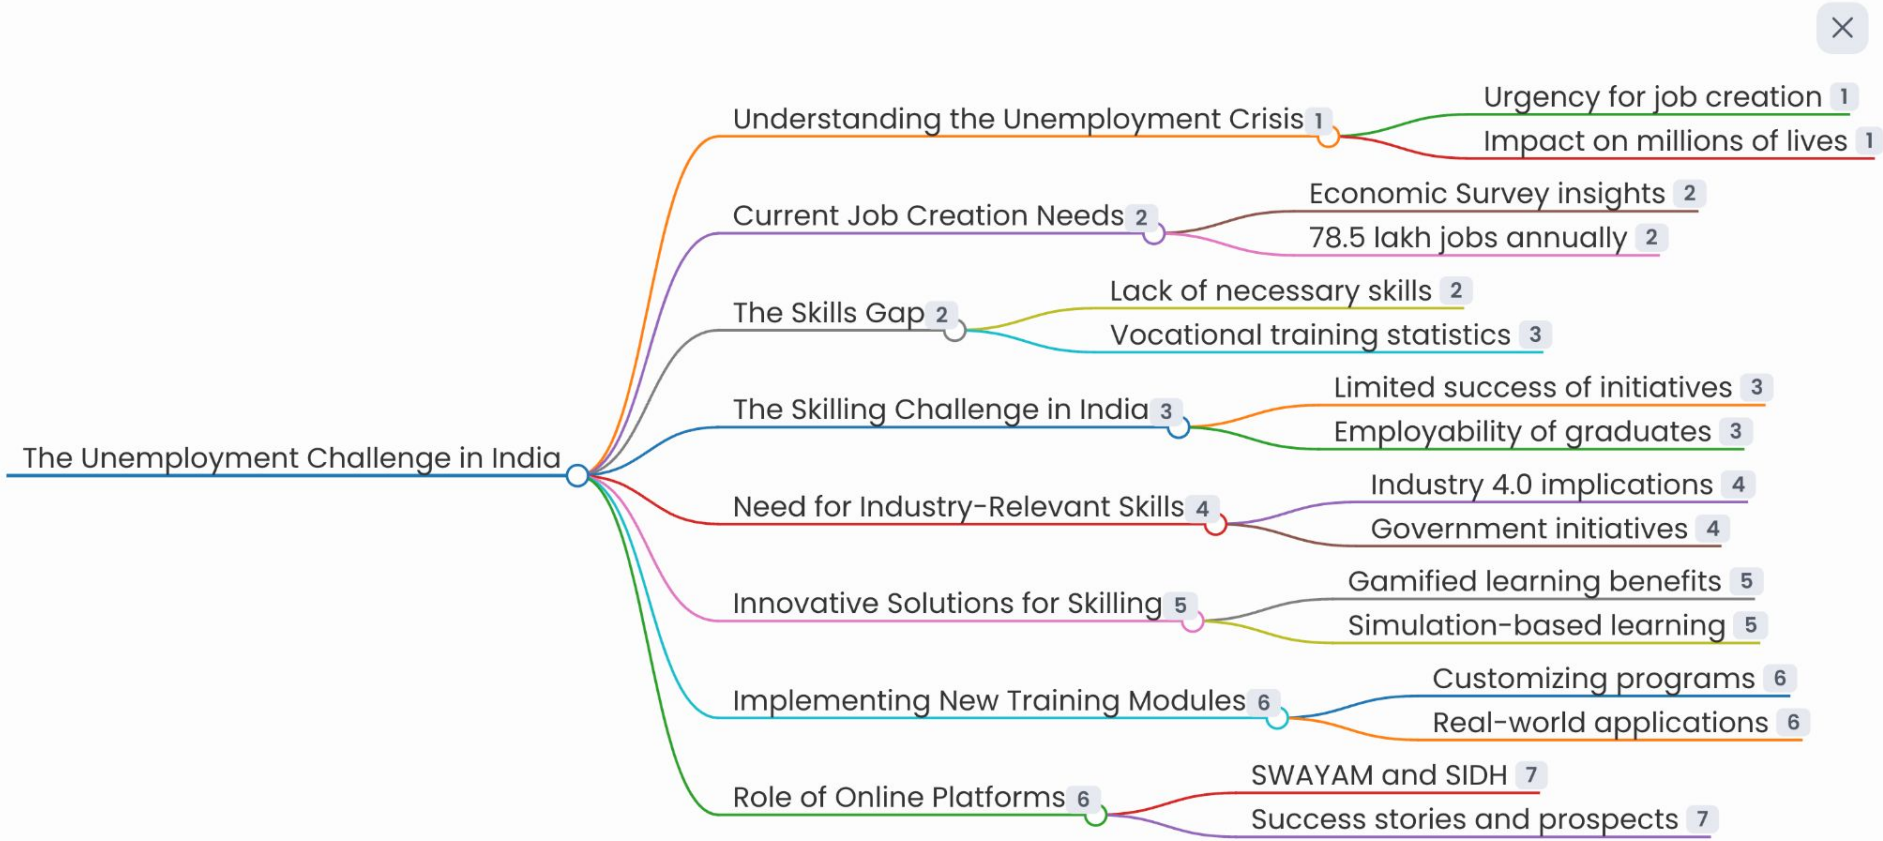 Understanding the Unemployment Crisis 1
Urgency for job creation 1
Impact on millions of lives 1
Current Job Creation Needs 2
Economic Survey insights 2
78.5 lakh jobs annually 2
The Skills Gap 2
Lack of necessary skills 2
Vocational training statistics 3
The Skilling Challenge in India 3
Limited success of initiatives 3
Employability of graduates 3
The Unemployment Challenge in India
Need for Industry-Relevant Skills 4
Industry 4.0 implications 4
Government initiatives 4
Innovative Solutions for Skilling 5
Gamified learning benefits 5
Simulation-based learning 5
Implementing New Training Modules 6
Customizing programs 6
Real-world applications 6
Role of Online Platforms 6
SWAYAM and SIDH 7
Success stories and prospects 7